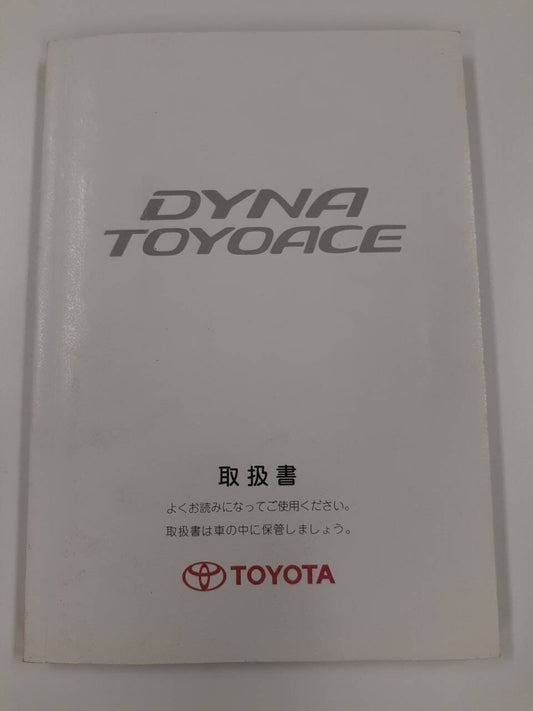 DYNA
TOYOACE
取扱書
よくお読みになってご使用ください。
取扱書は車の中に保管しましょう。
TOYOTA